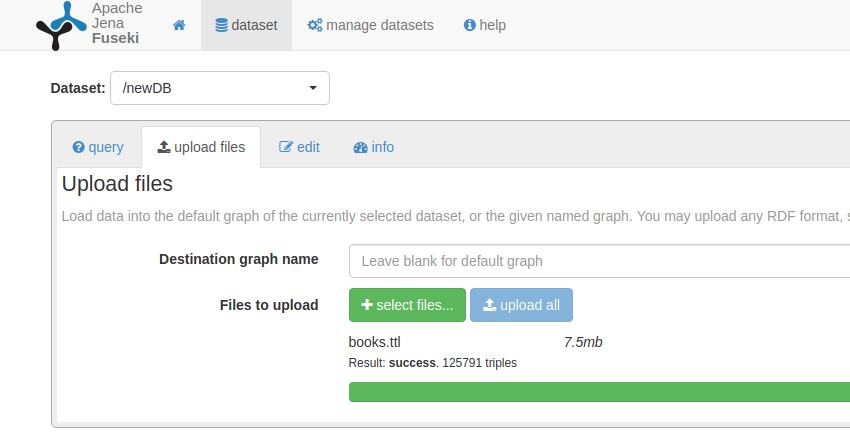 Apache
Jena
Fuseki
dataset
manage datasets
help
Dataset: /newDB
query
upload files
edit
info
Upload files
Load data into the default graph of the currently selected dataset, or the given named graph. You may upload any RDF format,
Destination graph name
Leave blank for default graph
Files to upload
select files...
upload all
books.ttl 7.5mb
Result: success. 125791 triples